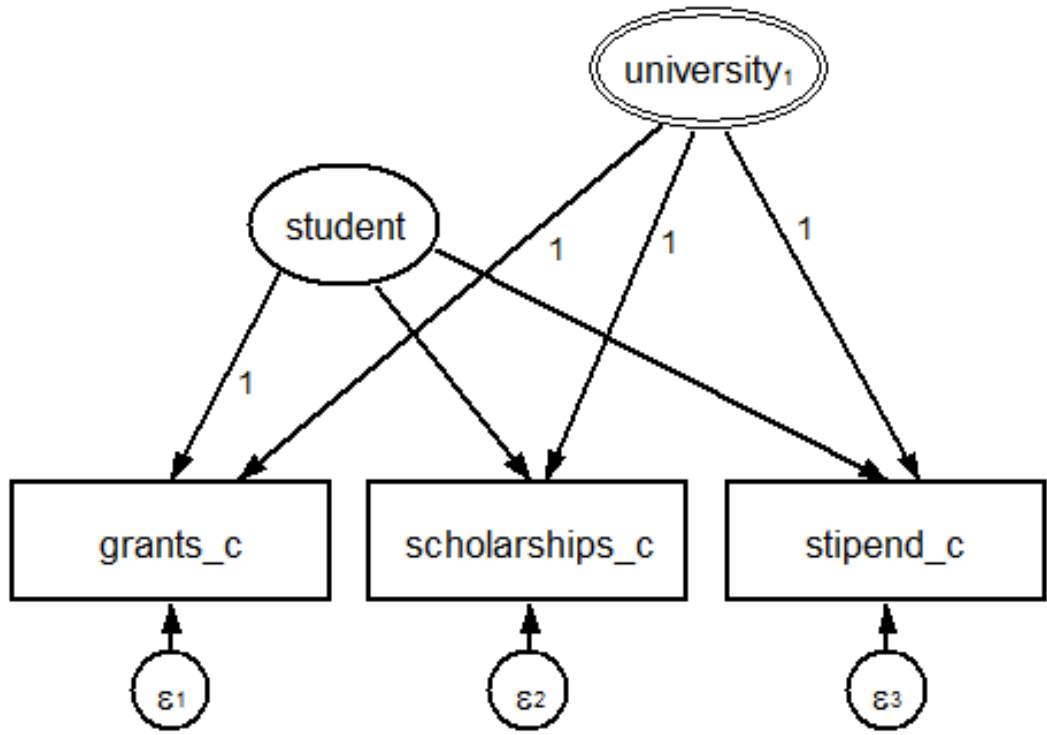 university₁
student
1
1
1
1
grants_c
scholarships_c
stipend_c
ε₁
ε₂
ε₃